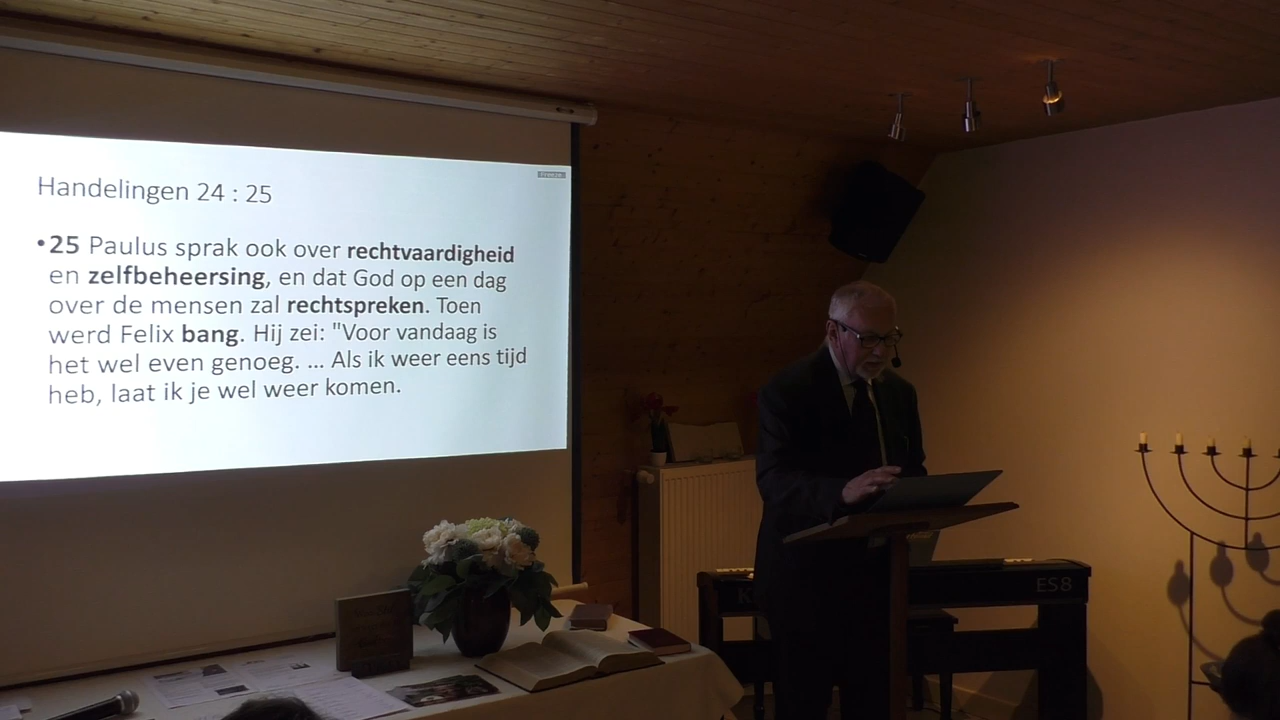 Freeze
Handelingen 24 : 25
•25 Paulus sprak ook over rechtvaardigheid
en zelfbeheersing, en dat God op een dag
over de mensen zal rechtspreken. Toen
werd Felix bang. Hij zei: "Voor vandaag is
het wel even genoeg. ... Als ik weer eens tijd
heb, laat ik je wel weer komen.
K
ES8